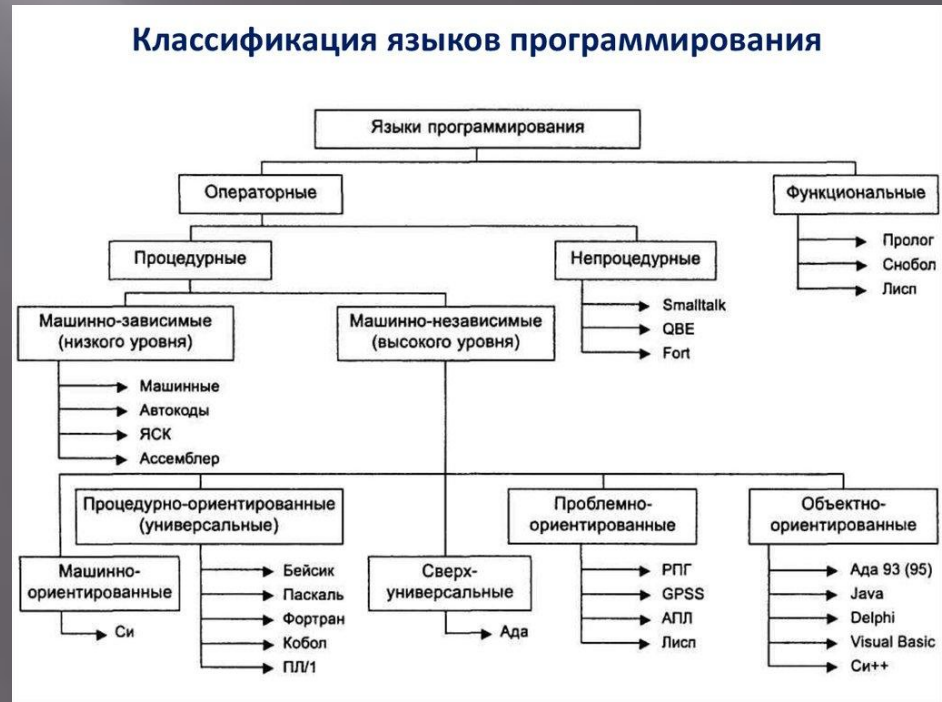 Классификация языков программирования
Языки программирования
Операторные
Функциональные
Процедурные
Непроцедурные
Пролог
Снобол
Лисп
Машинно-зависимые
(низкого уровня)
Машинно-независимые
(высокого уровня)
Smalltalk
QBE
Fort
Машинные
Автокоды
ЯСК
Ассемблер
Процедурно-ориентированные
(универсальные)
Проблемно-
ориентированные
Объектно-
ориентированные
Машинно-
ориентированные
Си
Бейсик
Паскаль
Фортран
Кобол
ПЛ/1
Сверх-
универсальные
Ада
РПГ
GPSS
АПЛ
Лисп
Ада 93 (95)
Java
Delphi
Visual Basic
Си++